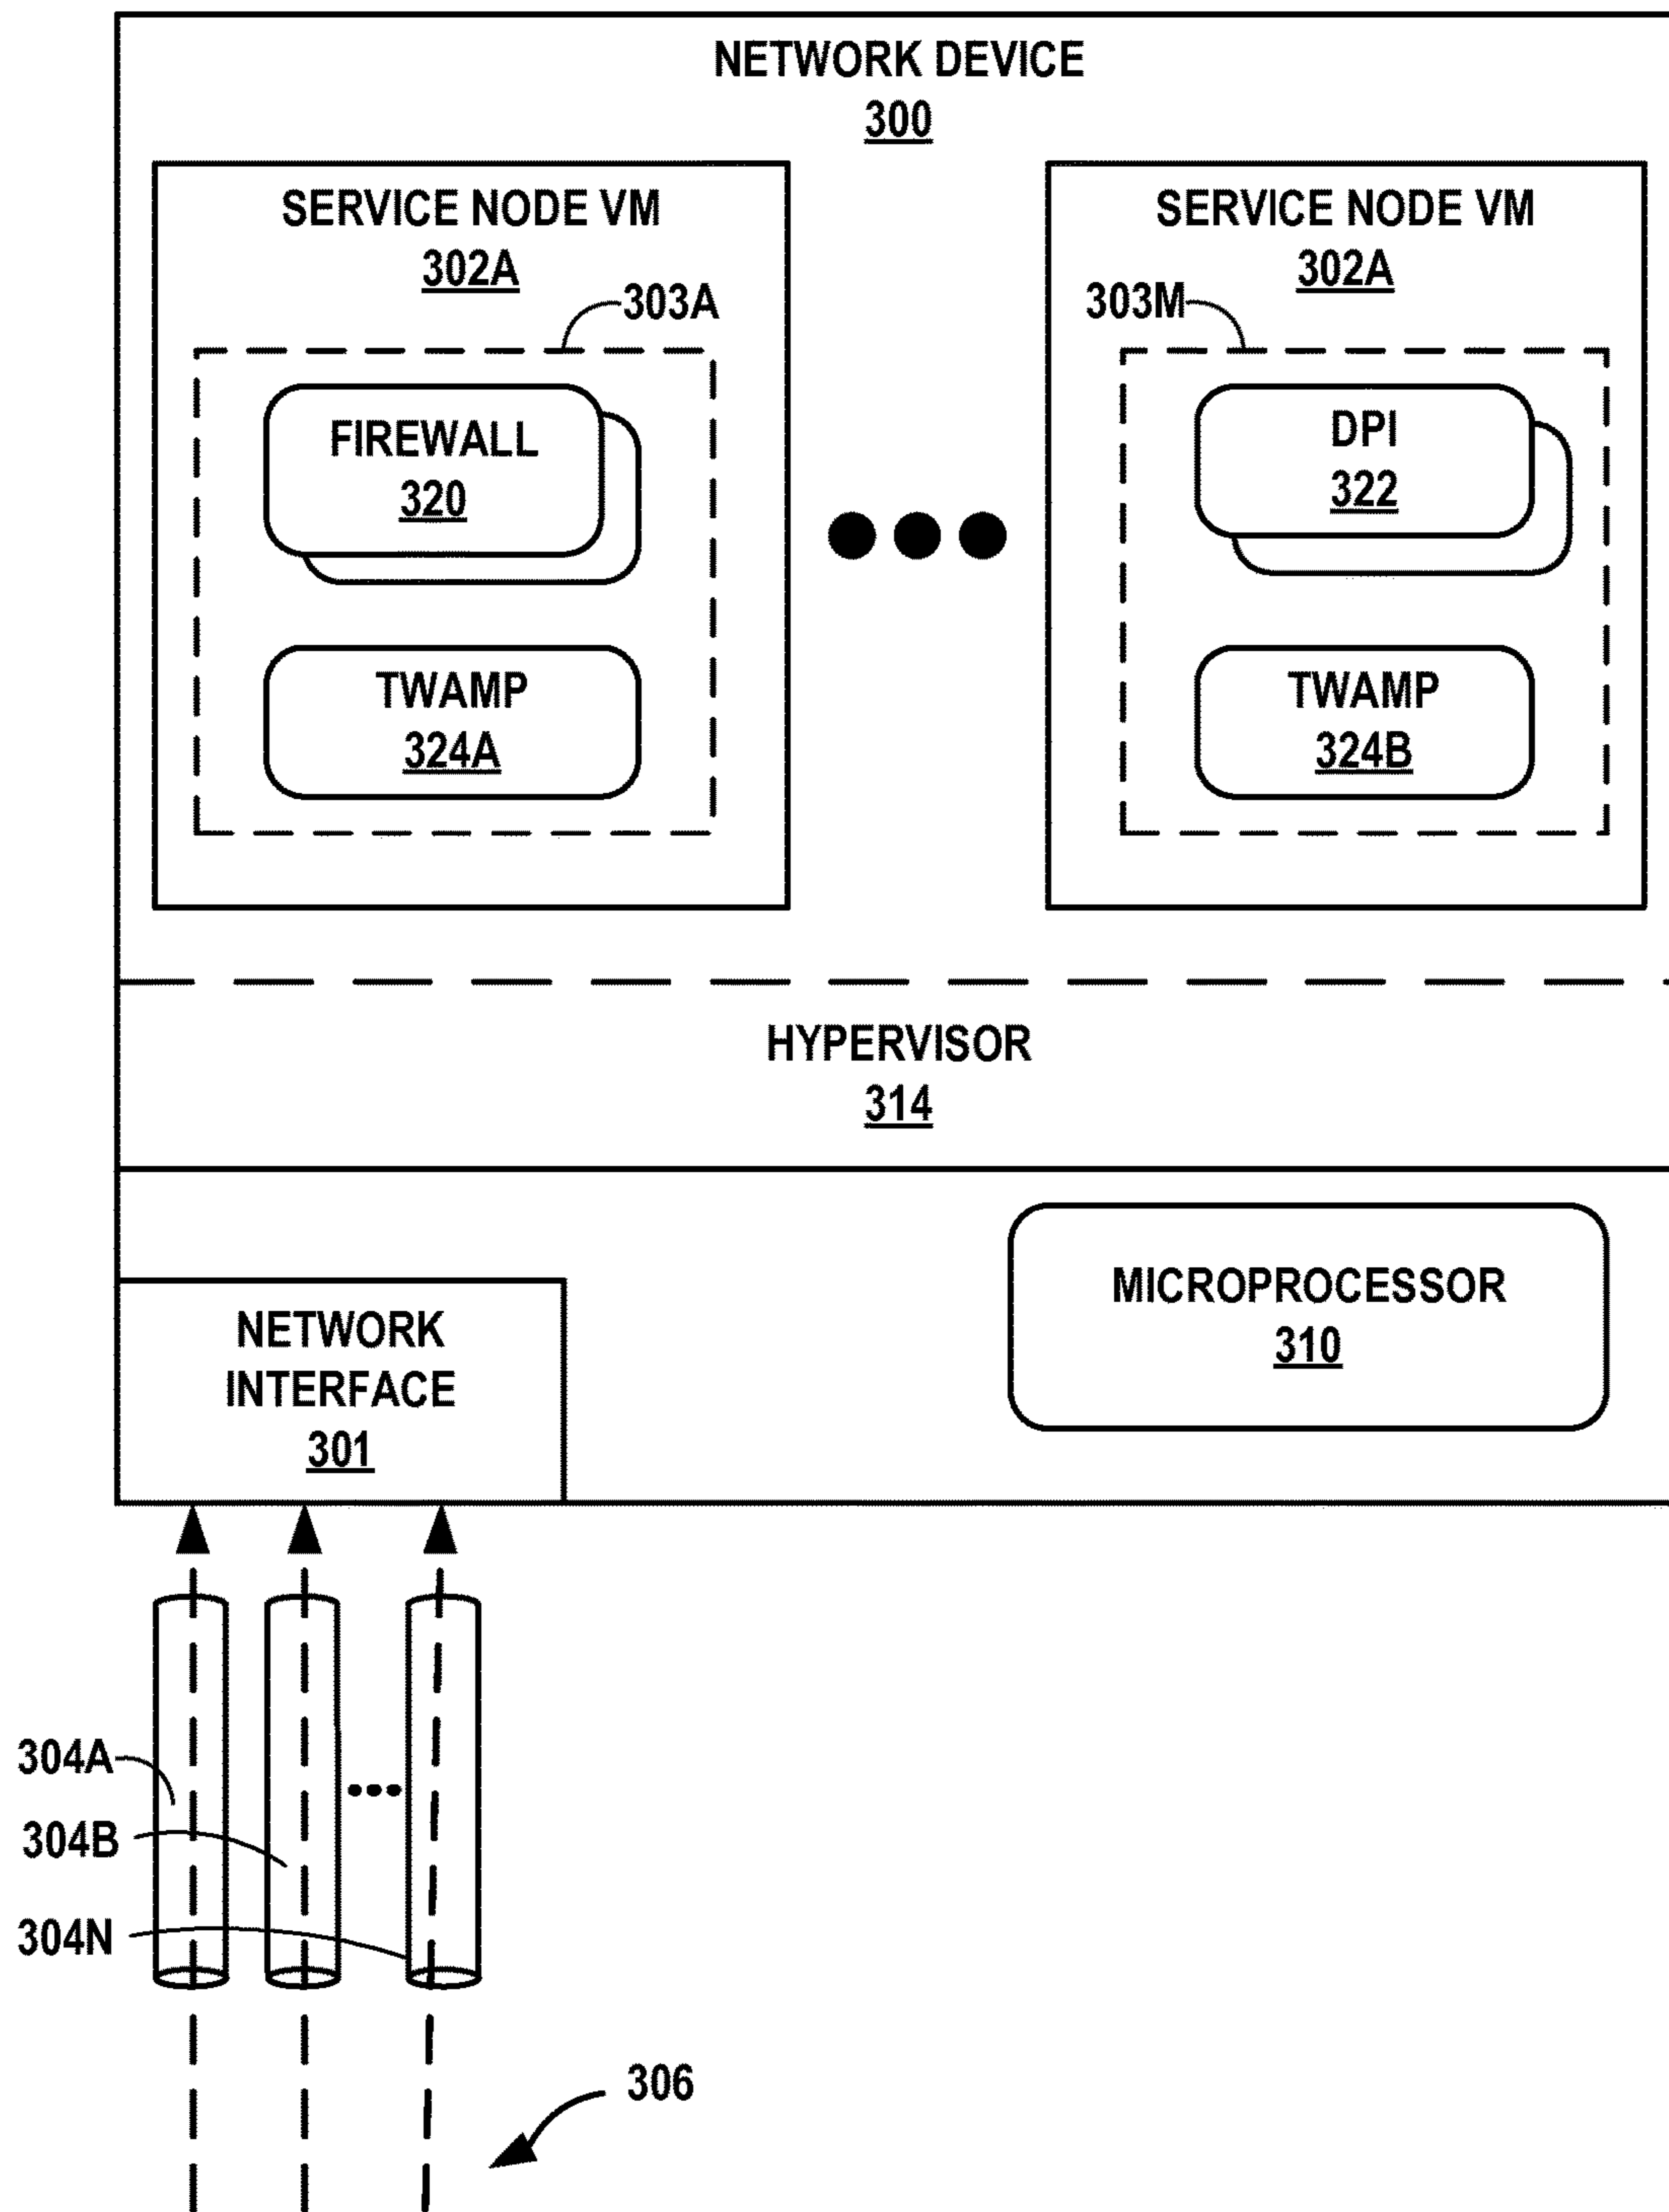 NETWORK DEVICE
300
SERVICE NODE VM
302A
303A
FIREWALL
320
TWAMP
324A
SERVICE NODE VM
302A
303M
DPI
322
TWAMP
324B
HYPERVISOR
314
MICROPROCESSOR
310
NETWORK
INTERFACE
301
304A
304B
304N
306